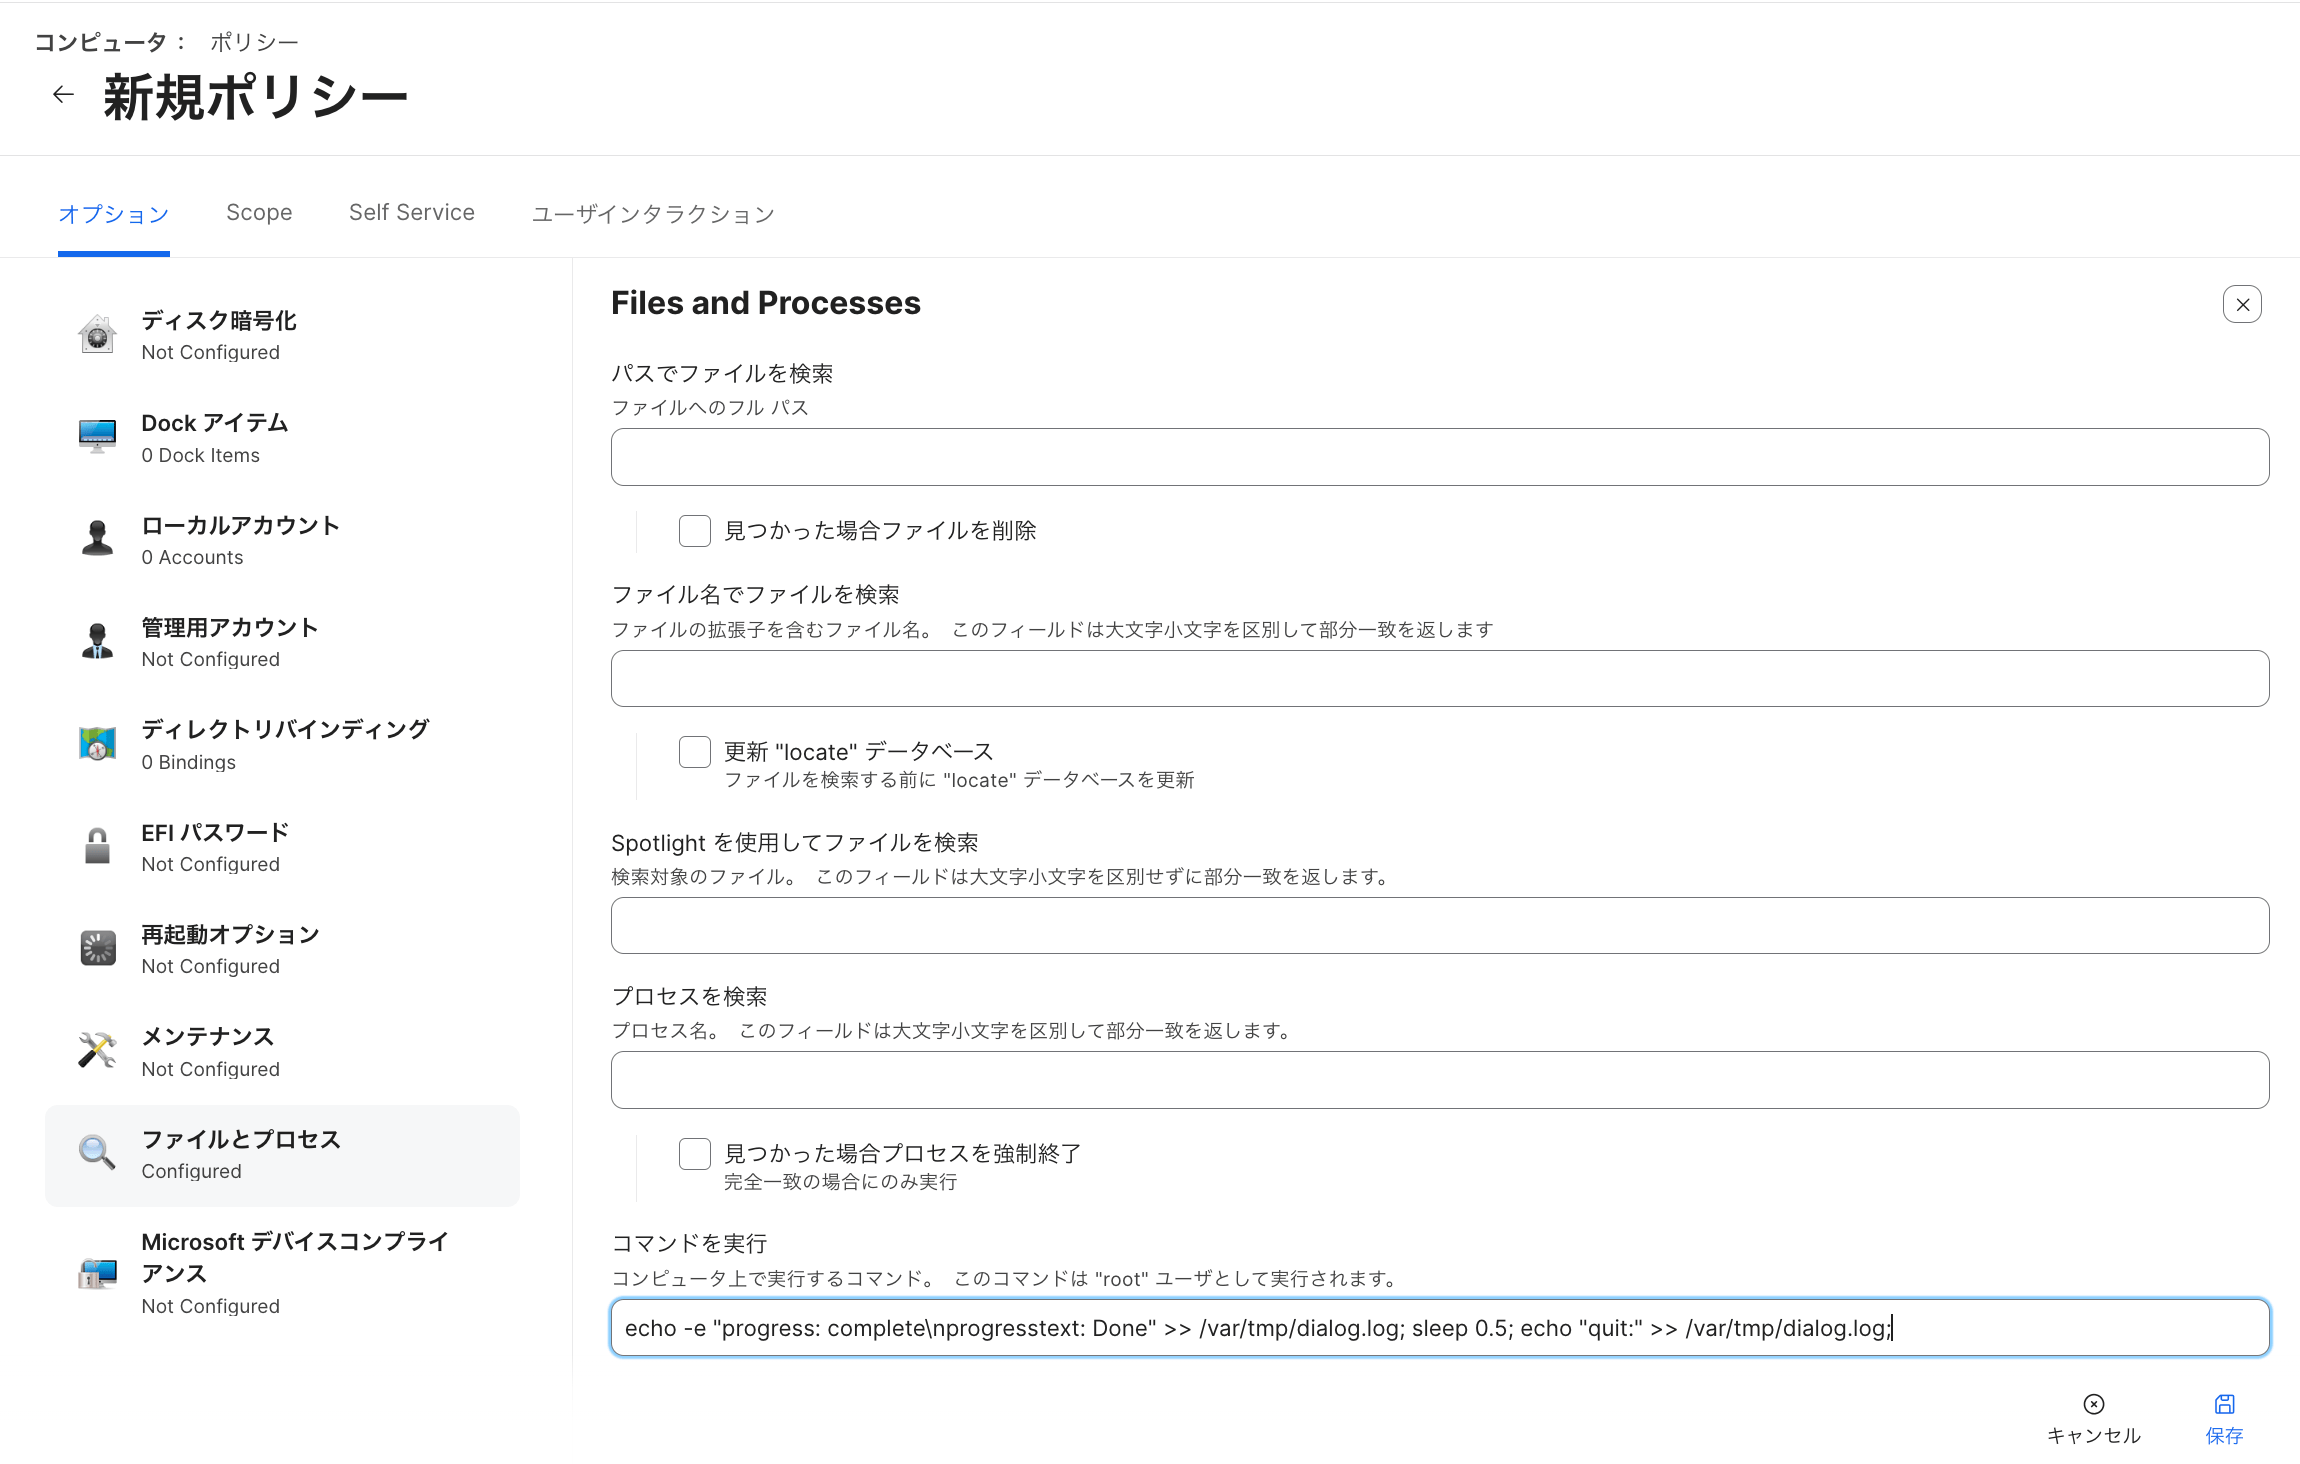 コンピュータ： ポリシー
← 新規ポリシー
オプション Scope Self Service ユーザインタラクション
ディスク暗号化
Not Configured
Dock アイテム
0 Dock Items
ローカルアカウント
0 Accounts
管理用アカウント
Not Configured
ディレクトリバインディング
0 Bindings
EFI パスワード
Not Configured
再起動オプション
Not Configured
メンテナンス
Not Configured
ファイルとプロセス
Configured
Microsoft デバイスコンプライ
アンス
Not Configured
Files and Processes
パスでファイルを検索
ファイルへのフル パス
見つかった場合ファイルを削除
ファイル名でファイルを検索
ファイルの拡張子を含むファイル名。 このフィールドは大文字小文字を区別して部分一致を返します
更新 "locate" データベース
ファイルを検索する前に "locate" データベースを更新
Spotlight を使用してファイルを検索
検索対象のファイル。 このフィールドは大文字小文字を区別せずに部分一致を返します。
プロセスを検索
プロセス名。 このフィールドは大文字小文字を区別して部分一致を返します。
見つかった場合プロセスを強制終了
完全一致の場合にのみ実行
コマンドを実行
コンピュータ上で実行するコマンド。 このコマンドは "root" ユーザとして実行されます。
echo -e "progress: complete\nprogresstext: Done" >> /var/tmp/dialog.log; sleep 0.5; echo "quit:" >> /var/tmp/dialog.log;
キャンセル 保存